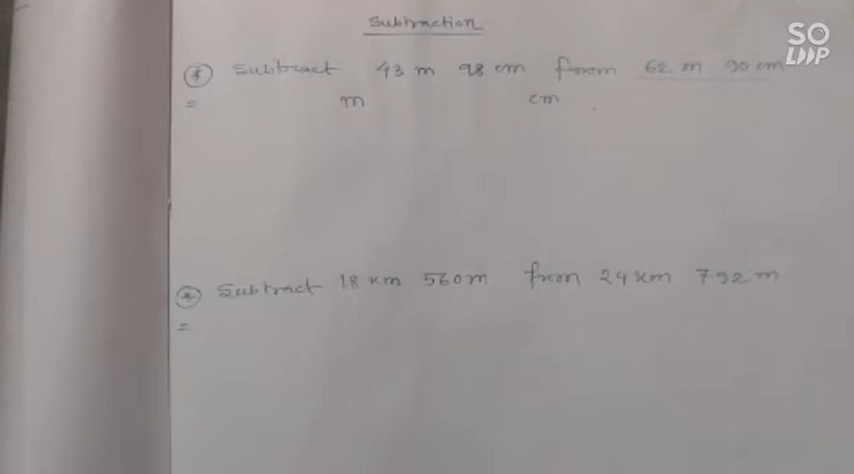 Subtraction
* Subtract 43 m 98 cm from 62 m 90 cm
= m cm
* Subtract 18 km 560 m from 24 km 792 m
=
SO
LOOP